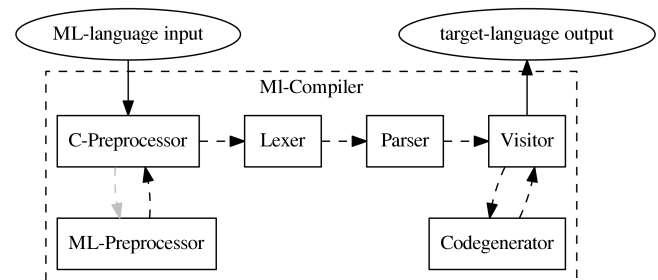 ML-language input
target-language output
Ml-Compiler
C-Preprocessor
Lexer
Parser
Visitor
ML-Preprocessor
Codegenerator